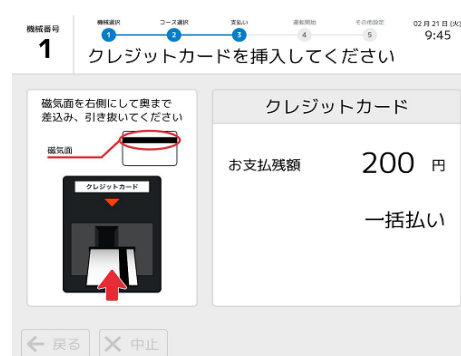 機械番号
1
機械選択
コース選択
支払い
運転開始
その他設定
1
2
3
4
5
02月21日(火)
9:45
クレジットカードを挿入してください
磁気面を右側にして奥まで
差込み、引き抜いてください
磁気面
クレジットカード
クレジットカード
お支払残額 200 円
一括払い
← 戻る
✕ 中止